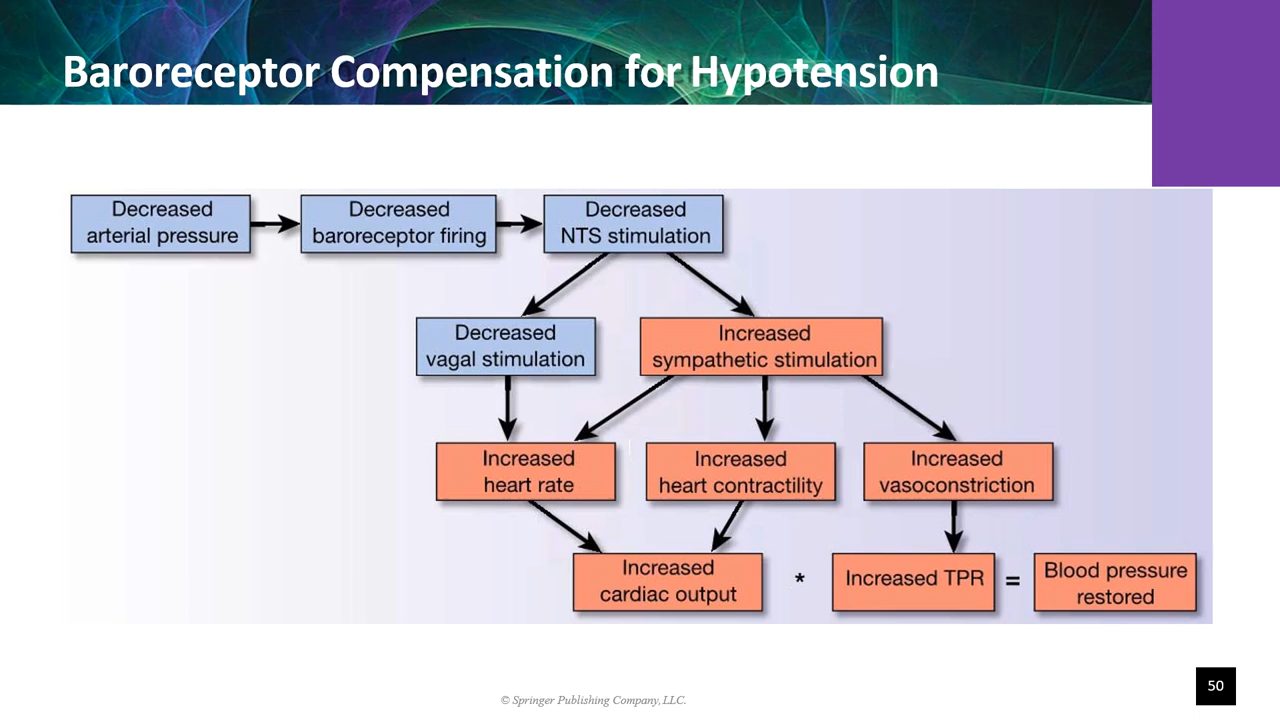 Baroreceptor Compensation for Hypotension
Decreased
arterial pressure
Decreased
baroreceptor firing
Decreased
NTS stimulation
Decreased
vagal stimulation
Increased
sympathetic stimulation
Increased
heart rate
Increased
heart contractility
Increased
vasoconstriction
Increased
cardiac output
*
Increased TPR
=
Blood pressure
restored
© Springer Publishing Company, LLC.
50